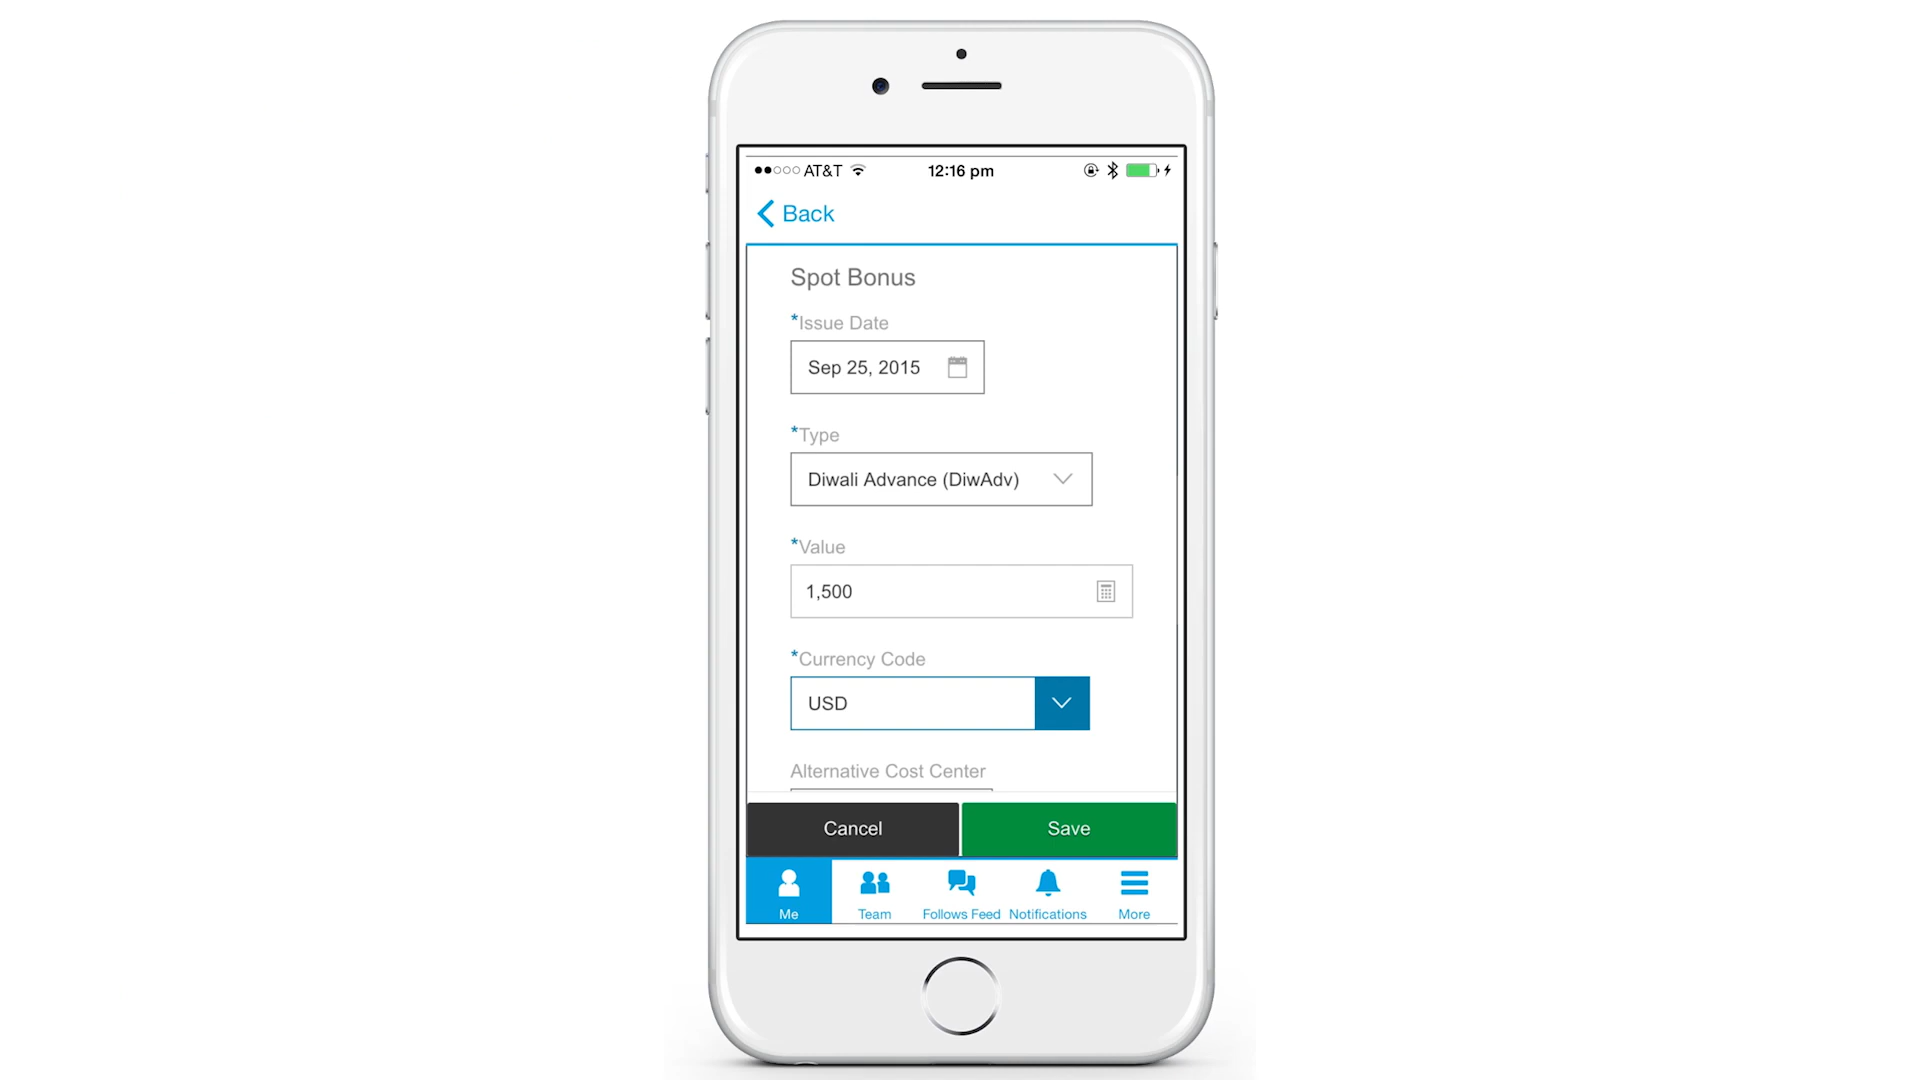 AT&T 12:16 pm
Back
Spot Bonus
*Issue Date
Sep 25, 2015
*Type
Diwali Advance (DiwAdv)
*Value
1,500
*Currency Code
USD
Alternative Cost Center
Cancel Save
Me Team Follows Feed Notifications More